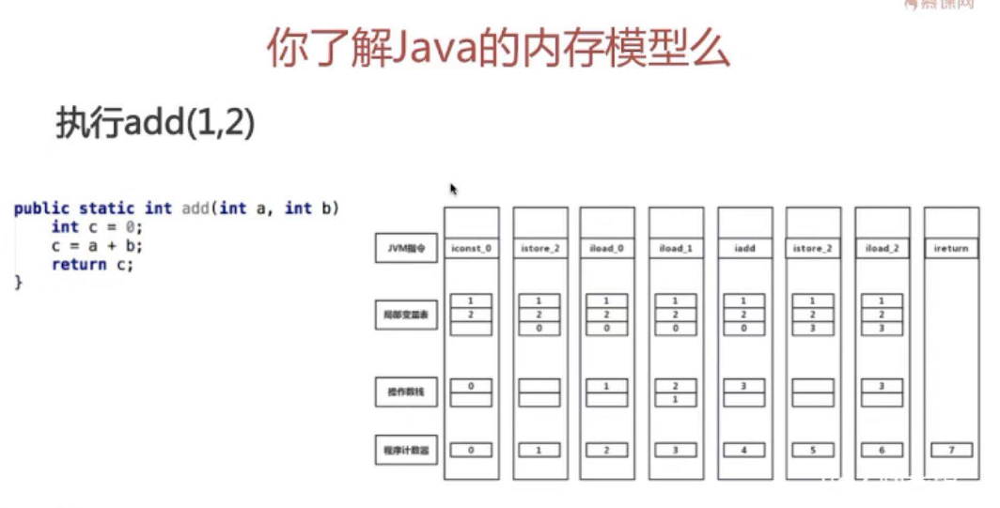 慕课网
你了解Java的内存模型么
执行add(1,2)
public static int add(int a, int b)
int c = 0;
c = a + b;
return c;
}
JVM指令 iconst_0 istore_2 iload_0 iload_1 iadd istore_2 iload_2 ireturn
局部变量表
1 1 1 1 1 1 1
2 2 2 2 2 2 2
0 0 0 0 3 3
操作数栈
0 1 2 3 3
1
程序计数器 0 1 2 3 4 5 6 7